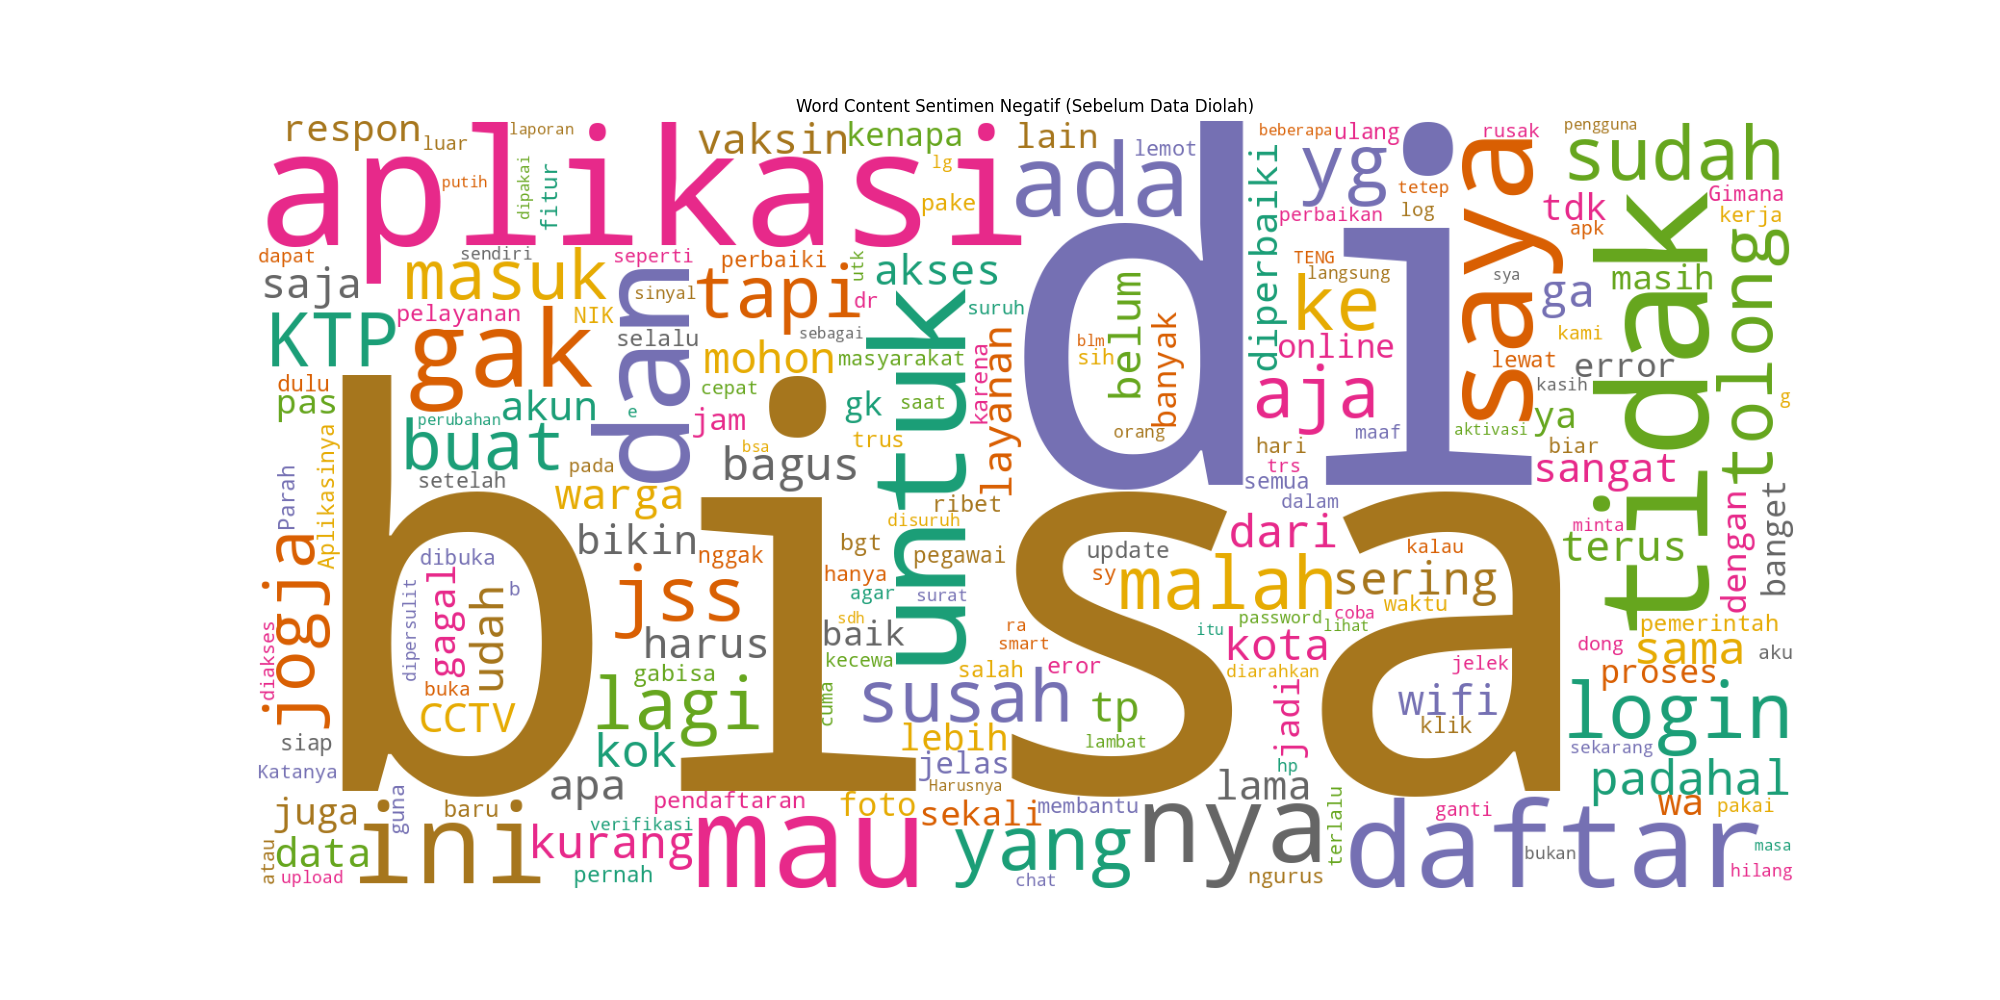 Word Content Sentimen Negatif (Sebelum Data Diolah)
respon
luar
laporan
vaksin
kenapa
lain
lemot
beberapa
ulang
rusak
pengguna
aplikasi
putih
dipakai
fitur
lg
pake
ada
di
diperbaiki
yg
tetep
log
perbaikan
saya
sudah
tdk
apk
Gimana
kerja
dapat
sendiri
seperti
perbaiki
utk
akses
TENG
langsung
sya
masih
tidak
tolong
saja
masuk
dan
sinyal
tapi
dr
suruh
untuk
belum
ke
ga
kami
KTP
pelayanan
NIK
gak
selalu
sebagai
mohon
masyarakat
karena
layanan
blm
sih
banyak
online
lewat
error
kasih
dulu
pas
perubahan
akun
e
cepat
jam
gk
saat
aja
ya
g
buat
bsa
trus
orang
hari
maaf
aktivasi
biar
Parah
Aplikasinya
setelah
pada
bagus
trs
semua
dalam
sangat
warga
ribet
disuruh
dengan
banget
jogja
bisa
bikin
nggak
bgt
pegawai
update
dari
kalau
minta
terus
dibuka
b
dipersulit
gagal
udah
jss
hanya
agar
surat
sy
malah
sering
waktu
diakses
harus
sdh
baik
kecewa
ra
smart
itu
password
coba
lihat
kota
pemerintah
dong
sama
aku
buka
CCTV
gabisa
lagi
cuma
salah
eror
susah
tp
diarahkan
jelek
wifi
klik
proses
login
siap
Katanya
kok
lebih
jelas
lambat
jadi
hp
sekarang
padahal
apa
Harusnya
lama
juga
guna
baru
pendaftaran
foto
sekali
membantu
terlalu
ganti
wa
pakai
atau
data
upload
ini
verifikasi
kurang
pernah
mau
yang
chat
nya
ngurus
daftar
bukan
masa
hilang